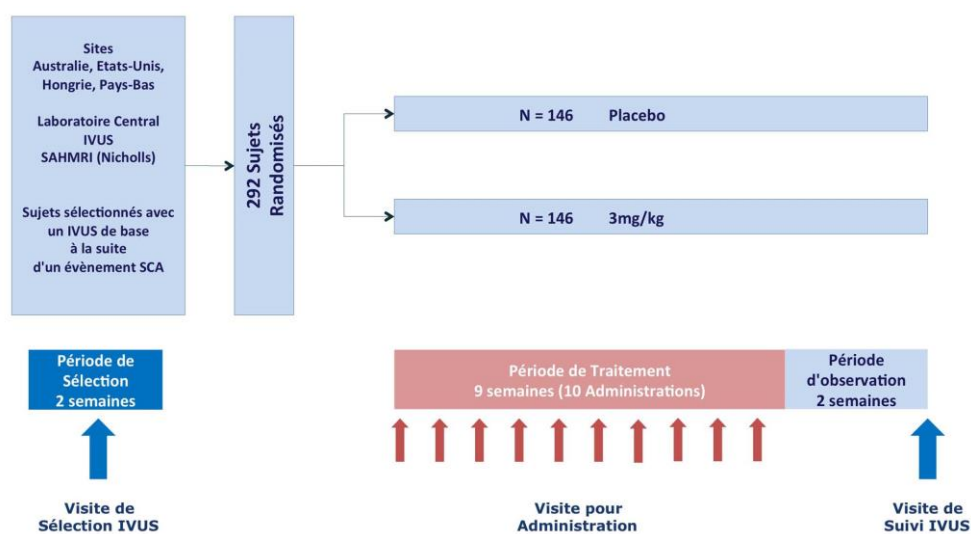 Sites
Australie, Etats-Unis,
Hongrie, Pays-Bas
Laboratoire Central
IVUS
SAHMRI (Nicholls)
Sujets sélectionnés avec
un IVUS de base
à la suite
d'un évènement SCA
292 Sujets
Randomisés
N = 146 Placebo
N = 146 3mg/kg
Période de
Sélection
2 semaines
Période de Traitement
9 semaines (10 Administrations)
Période
d'observation
2 semaines
Visite de
Sélection IVUS
Visite pour
Administration
Visite de
Suivi IVUS